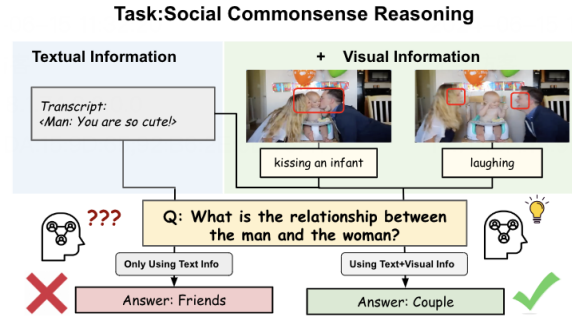 Task:Social Commonsense Reasoning
Textual Information
+ Visual Information
Transcript:
<Man: You are so cute!>
kissing an infant
laughing
???
Q: What is the relationship between
the man and the woman?
Only Using Text Info
Using Text+Visual Info
Answer: Friends
Answer: Couple